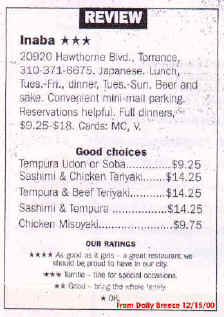 REVIEW
Inaba ★★★
20920 Hawthorne Blvd., Torrance,
310-371-6675. Japanese. Lunch,
Tues.-Fri., dinner, Tues.-Sun. Beer and
sake. Convenient mini-mall parking.
Reservations helpful. Full dinners,
$9.25-$18. Cards: MC, V.
Good choices
Tempura Udon or Soba..............$9.25
Sashimi & Chicken Teriyaki......$14.25
Tempura & Beef Teriyaki..........$14.25
Sashimi & Tempura .................$14.25
Chicken Misoyaki......................$9.75
OUR RATINGS
★★★★ As good as it gets – a great restaurant we
should be proud to have in our city.
★★★ Terrific – fine for special occasions.
★★ Good – bring the whole family.
★ OK.
From Daily Breeze 12/15/00